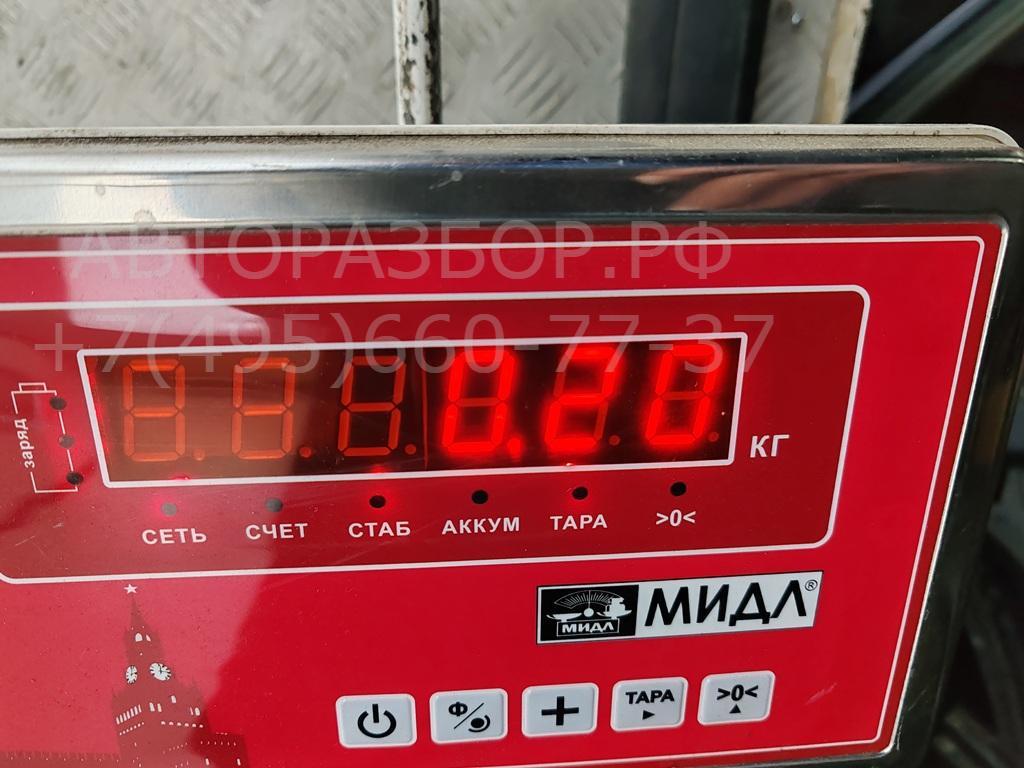 АВТОРАЗБОР.РФ
+7(495)660-77-37
0.20
КГ
заряд
СЕТЬ СЧЕТ СТАБ АККУМ ТАРА >0<
МИДЛ МИДЛ®
Ф ТАРА >0<